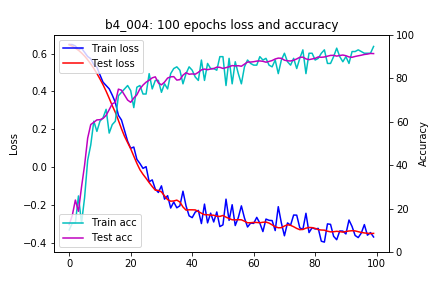 b4_004: 100 epochs loss and accuracy
Train loss
Test loss
Train acc
Test acc
Loss
Accuracy
0.6
0.4
0.2
0.0
−0.2
−0.4
100
80
60
40
20
0
0
20
40
60
80
100